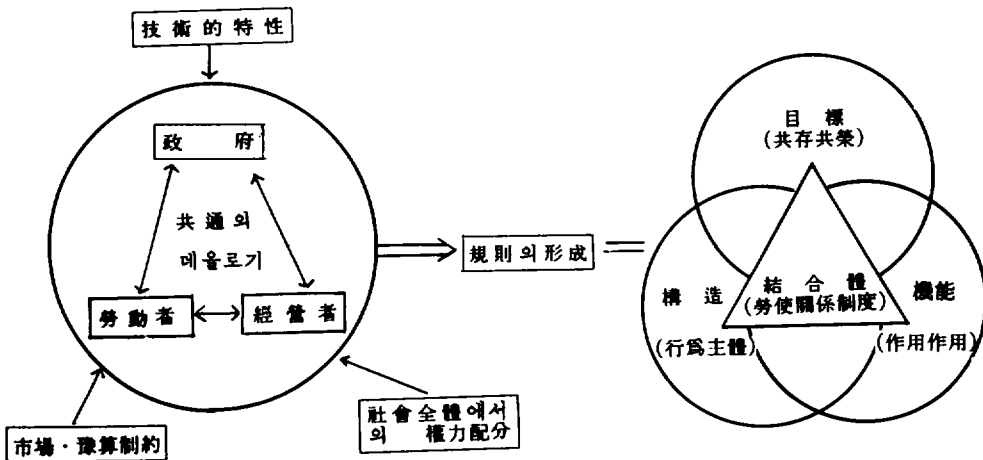 技術的特性
政 府
共通의
데올로기
勞動者
經營者
市場·豫算制約
社會全體에서
의 權力配分
規則의形成
目標
(共存共榮)
構造
(行爲主體)
結合體
(勞使關係制度)
機能
(作用作用)